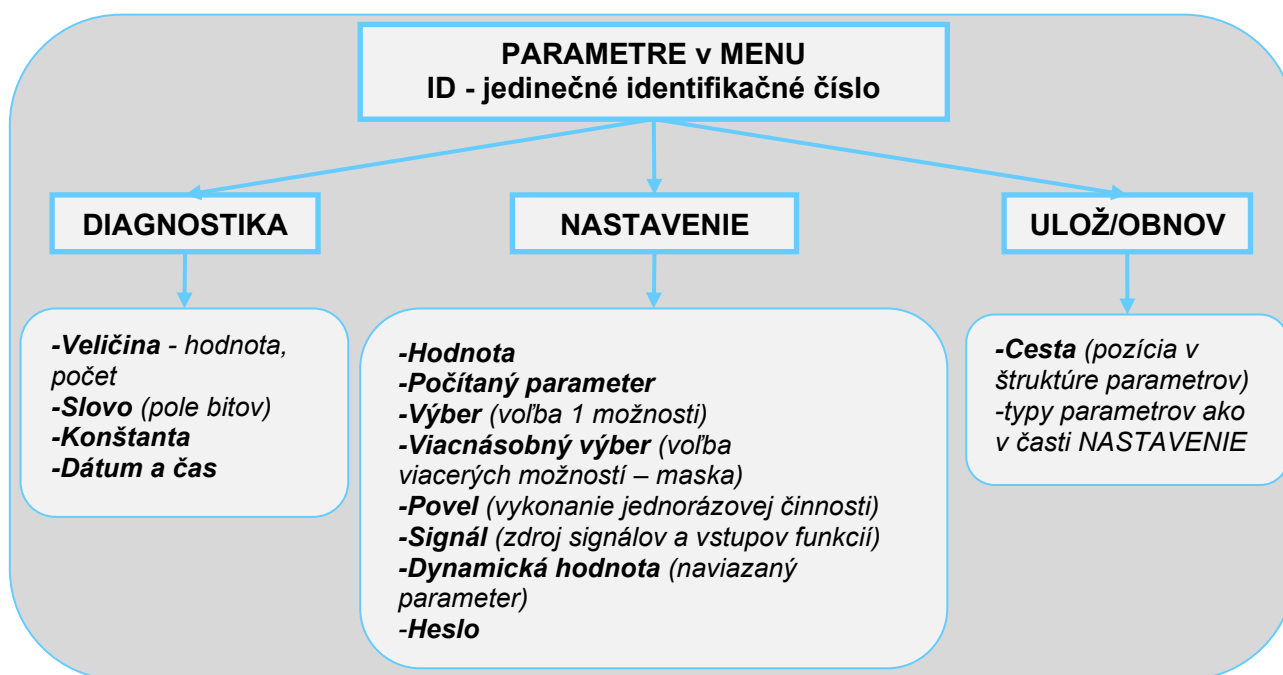 PARAMETRE v MENU
ID - jedinečné identifikačné číslo
DIAGNOSTIKA
NASTAVENIE
ULOŽ/OBNOV
-Veličina - hodnota,
počet
-Slovo (pole bitov)
-Konštanta
-Dátum a čas
-Hodnota
-Počítaný parameter
-Výber (voľba 1 možnosti)
-Viacnásobný výber (voľba
viacerých možností – maska)
-Povel (vykonanie jednorázovej činnosti)
-Signál (zdroj signálov a vstupov funkcií)
-Dynamická hodnota (naviazaný
parameter)
-Heslo
-Cesta (pozícia v
štruktúre parametrov)
-typy parametrov ako
v časti NASTAVENIE